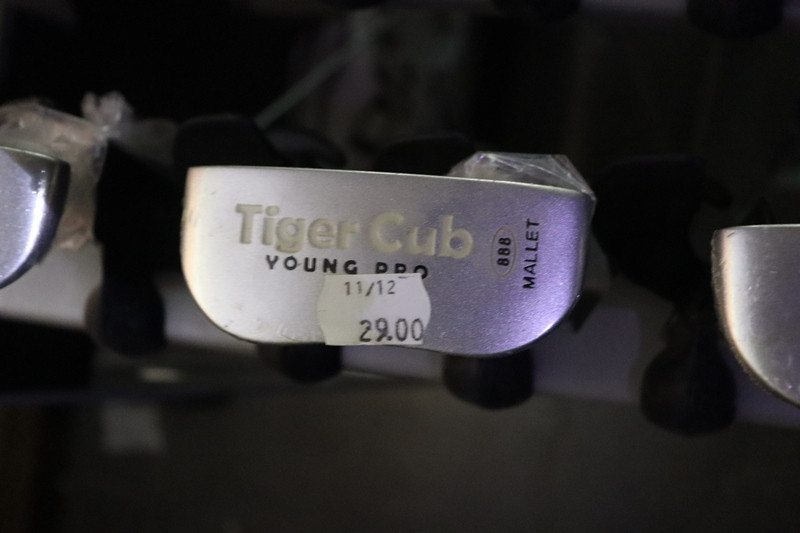 Tiger Cub
YOUNG PRO
888
MALLET
11/12
29.00